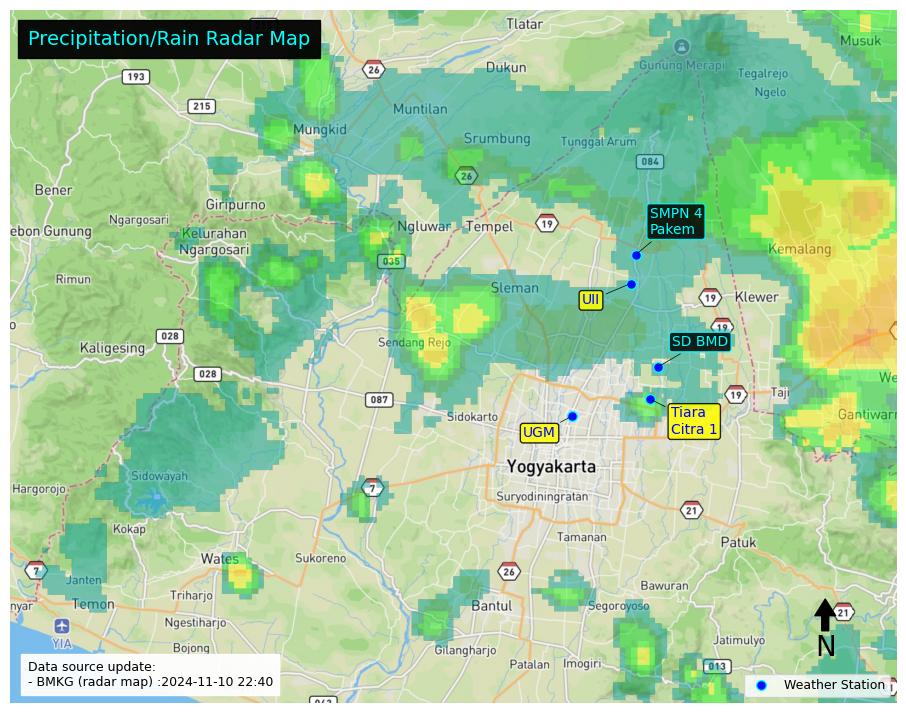 Precipitation/Rain Radar Map
Tlatar
Musuk
26
Dukun
Gunung Merapi
Tegalrejo
193
Ngelo
215
Muntilan
Mungkid
Srumbung
Tunggal Arum
084
26
Bener
Giripurno
SMPN 4
Pakem
Ngargosari
Ngluwar
Tempel
19
ebon Gunung
Kelurahan
Ngargosari
Kemalang
035
Rimun
Sleman
UII
19
Klewer
19
028
Sendang Rejo
SD BMD
Kaligesing
028
We
087
19
Taji
Sidokarto
Tiara
Citra 1
Gantiwarn
UGM
Yogyakarta
Sidowayah
7
Hargorojo
Suryodiningratan
21
Kokap
Tamanan
Patuk
Wates
Sukoreno
7
Janten
26
Bawuran
Triharjo
nyar
Temon
Bantul
Segoroyoso
21
Ngestiharjo
YIA
N
Bojong
Gilangharjo
Jatimulyo
Patalan
Imogiri
013
Data source update:
- BMKG (radar map) :2024-11-10 22:40
Weather Station